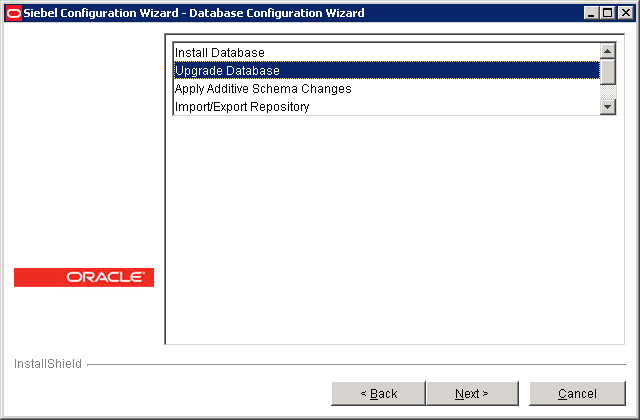 Siebel Configuration Wizard - Database Configuration Wizard
Install Database
Upgrade Database
Apply Additive Schema Changes
Import/Export Repository
ORACLE
InstallShield
< Back Next > Cancel